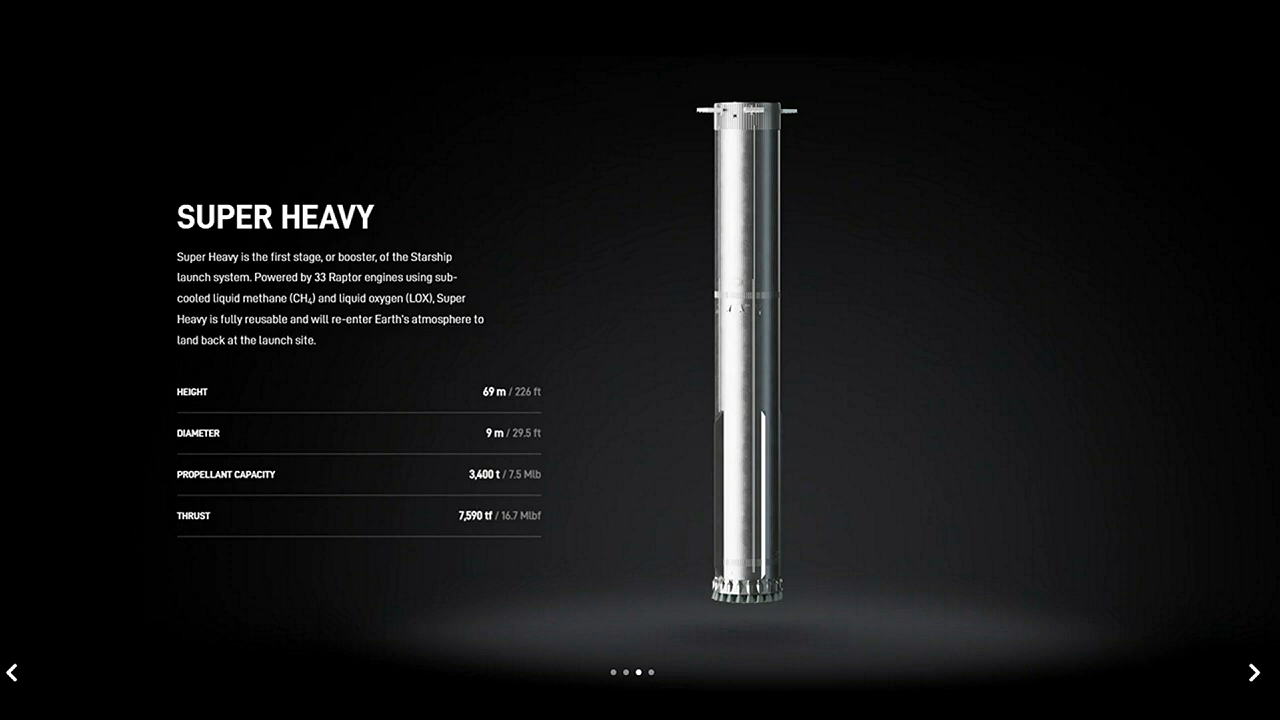 SUPER HEAVY
Super Heavy is the first stage, or booster, of the Starship
launch system. Powered by 33 Raptor engines using sub-
cooled liquid methane (CH₄) and liquid oxygen (LOX), Super
Heavy is fully reusable and will re-enter Earth's atmosphere to
land back at the launch site.
HEIGHT 69 m / 226 ft
DIAMETER 9 m / 29.5 ft
PROPELLANT CAPACITY 3,400 t / 7.5 Mlb
THRUST 7,590 tf / 16.7 Mlbf